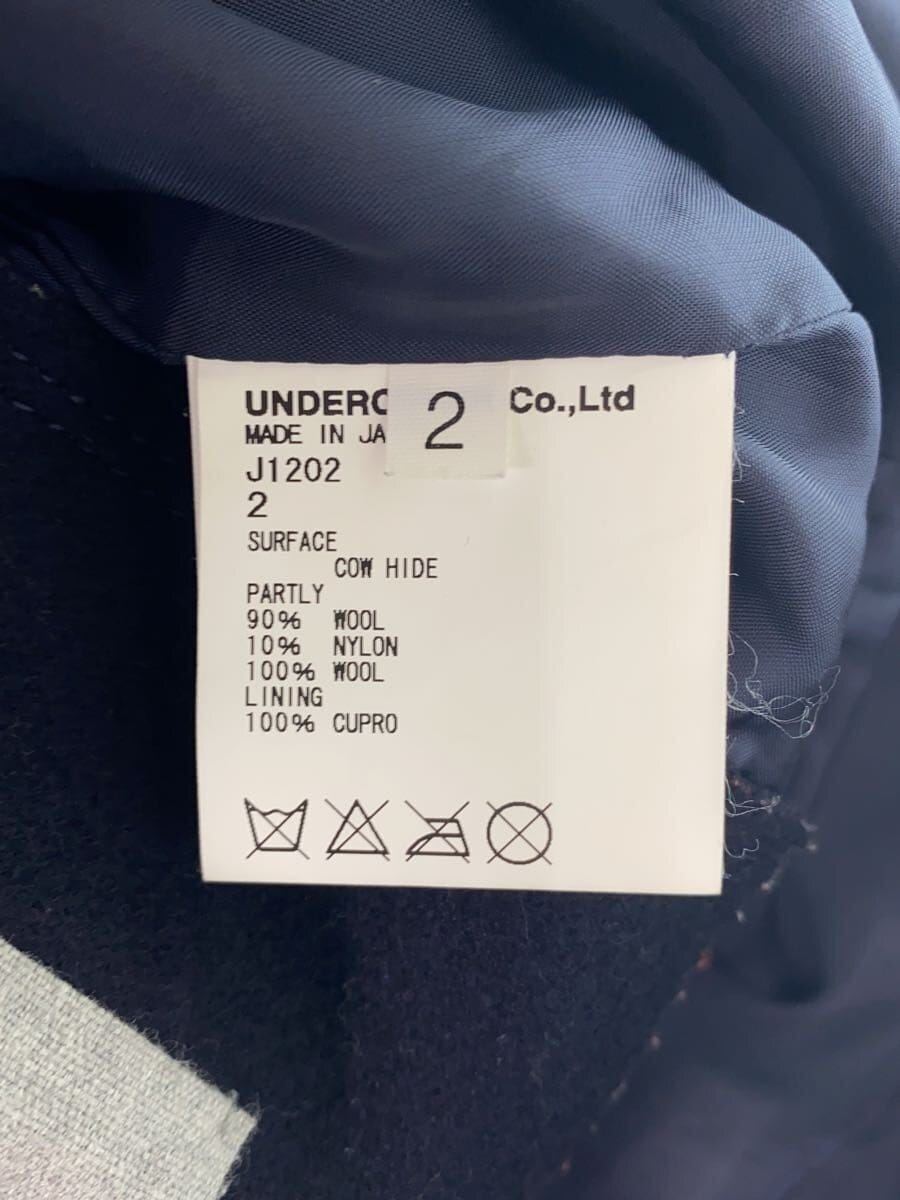 UNDERC Co.,Ltd
2
MADE IN JA
J1202
2
SURFACE
COW HIDE
PARTLY
90% WOOL
10% NYLON
100% WOOL
LINING
100% CUPRO